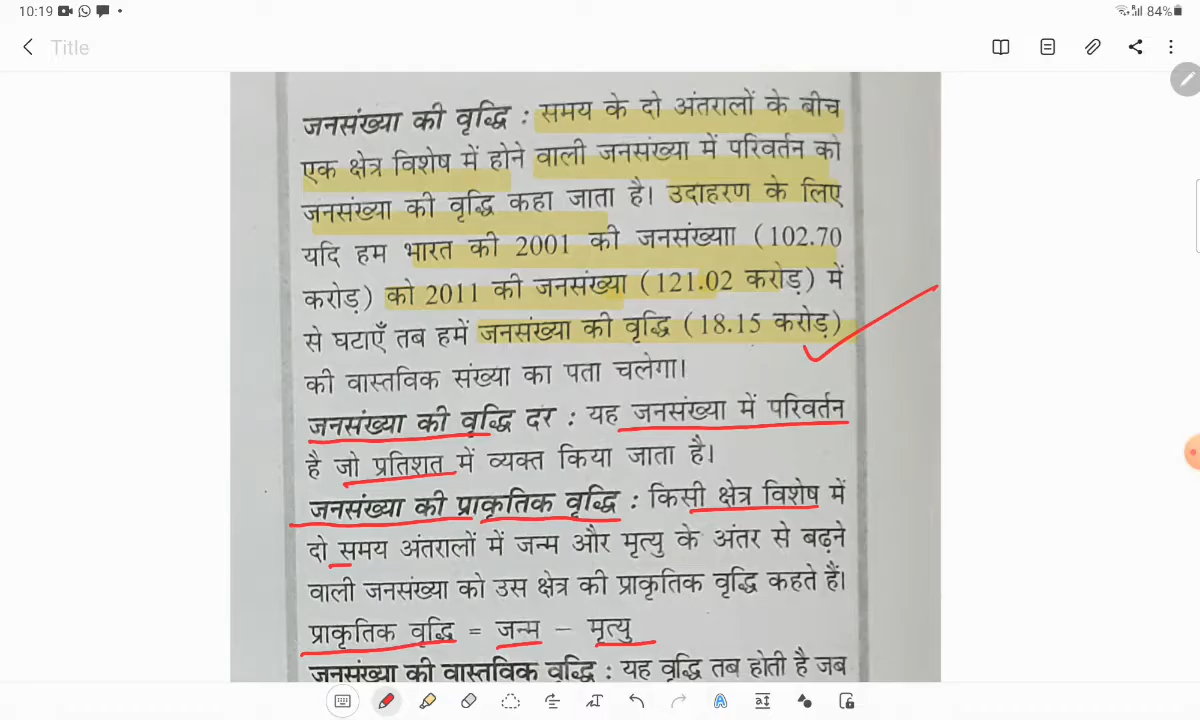 10:19
84%
Title
जनसंख्या की वृद्धि : समय के दो अंतरालों के बीच
एक क्षेत्र विशेष में होने वाली जनसंख्या में परिवर्तन को
जनसंख्या की वृद्धि कहा जाता है। उदाहरण के लिए
यदि हम भारत की 2001 की जनसंख्याा (102.70
करोड़) को 2011 की जनसंख्या (121.02 करोड़) में
से घटाएँ तब हमें जनसंख्या की वृद्धि (18.15 करोड़)
की वास्तविक संख्या का पता चलेगा।
जनसंख्या की वृद्धि दर : यह जनसंख्या में परिवर्तन
है जो प्रतिशत में व्यक्त किया जाता है।
जनसंख्या की प्राकृतिक वृद्धि : किसी क्षेत्र विशेष में
दो समय अंतरालों में जन्म और मृत्यु के अंतर से बढ़ने
वाली जनसंख्या को उस क्षेत्र की प्राकृतिक वृद्धि कहते हैं।
प्राकृतिक वृद्धि = जन्म – मृत्यु
जनसंख्या की वास्तविक वृद्धि : यह वृद्धि तब होती है जब